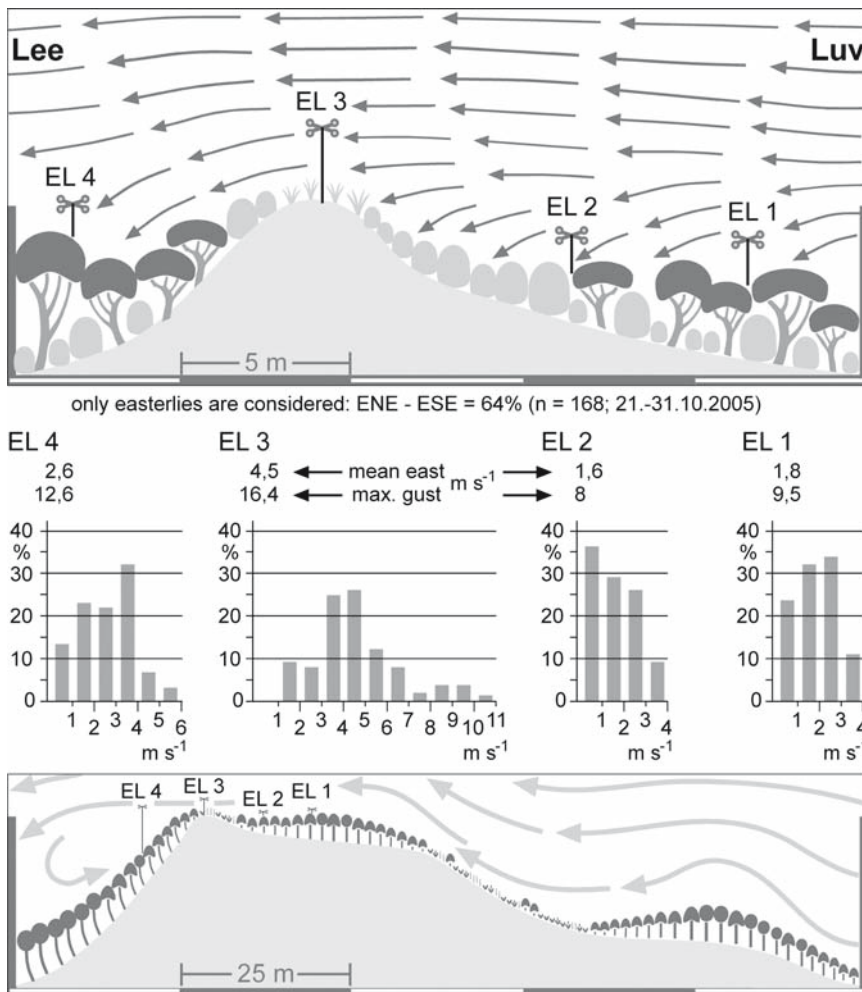 Lee
Luv
EL 3
EL 4
EL 2
EL 1
5 m
only easterlies are considered: ENE - ESE = 64% (n = 168; 21.-31.10.2005)
EL 4 EL 3 EL 2 EL 1
2,6 4,5 mean east 1,6 1,8
12,6 16,4 max. gust m s⁻¹ 8 9,5
40 40 40 40
% % % %
30 30 30 30
20 20 20 20
10 10 10 10
0 0 0 0
1 2 3 4 5 6
m s⁻¹
1 2 3 4 5 6 7 8 9 10 11
m s⁻¹
1 2 3 4
m s⁻¹
1 2 3 4
m s⁻¹
EL 4 EL 3 EL 2 EL 1
25 m